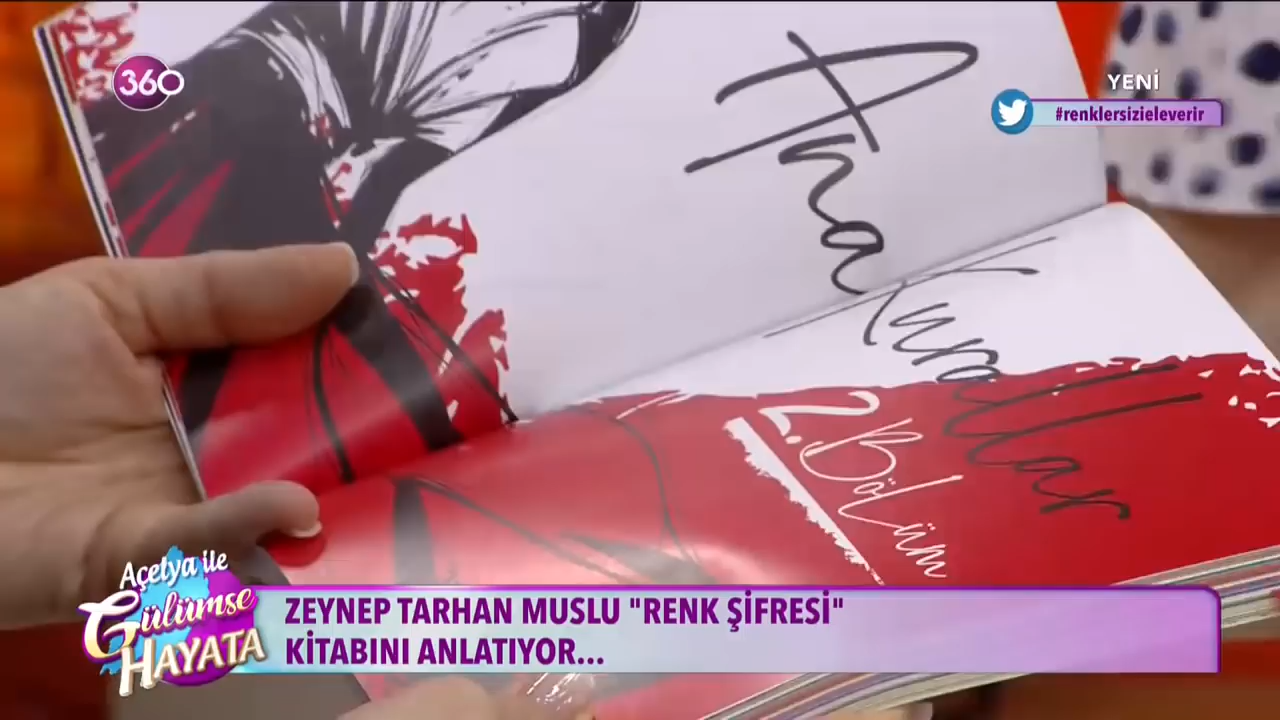 360
YENİ
#renklersizieleverir
Ana
Kurallar
2. Bölüm
Açelya ile
Gülümse
HAYATA
ZEYNEP TARHAN MUSLU "RENK ŞİFRESİ"
KİTABINI ANLATIYOR...